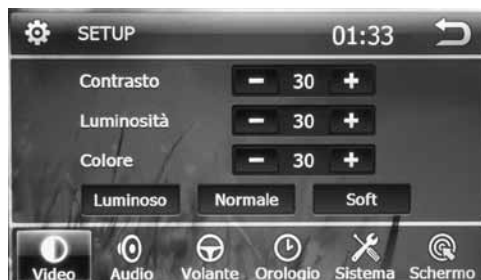 SETUP 01:33
Contrasto - 30 +
Luminosità - 30 +
Colore - 30 +
Luminoso Normale Soft
Video Audio Volante Orologio Sistema Schermo